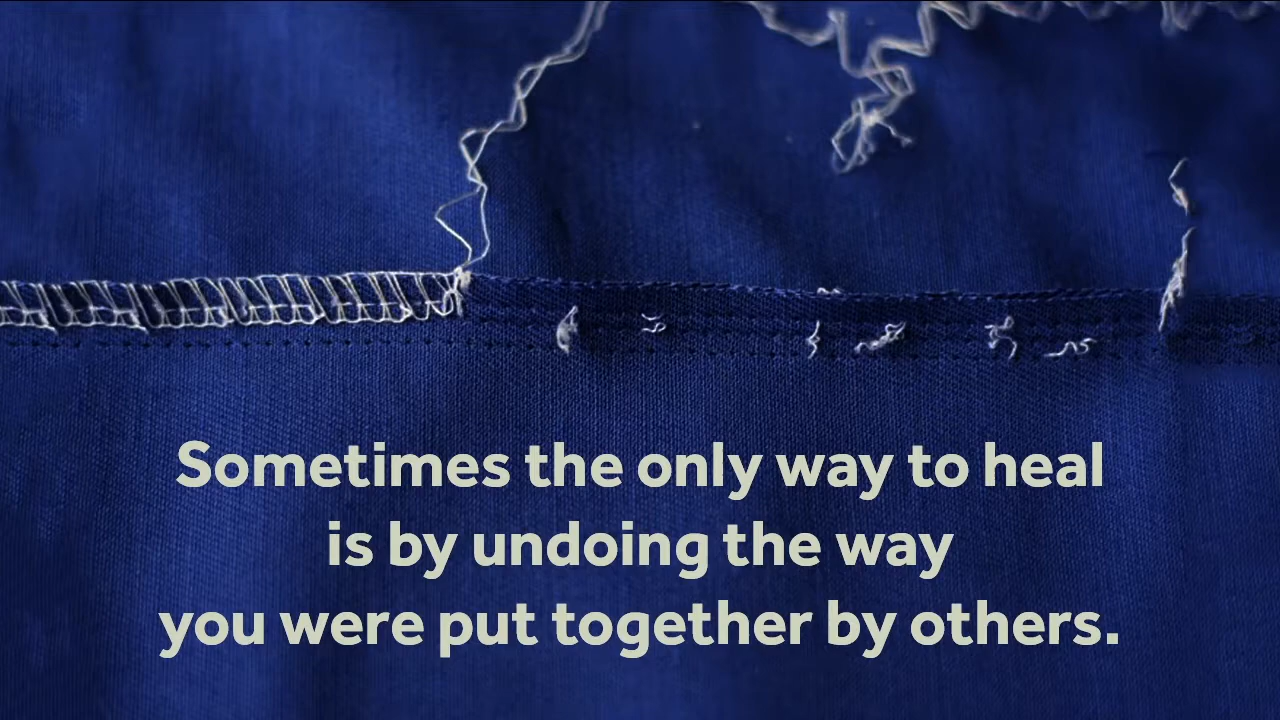 Sometimes the only way to heal
is by undoing the way
you were put together by others.